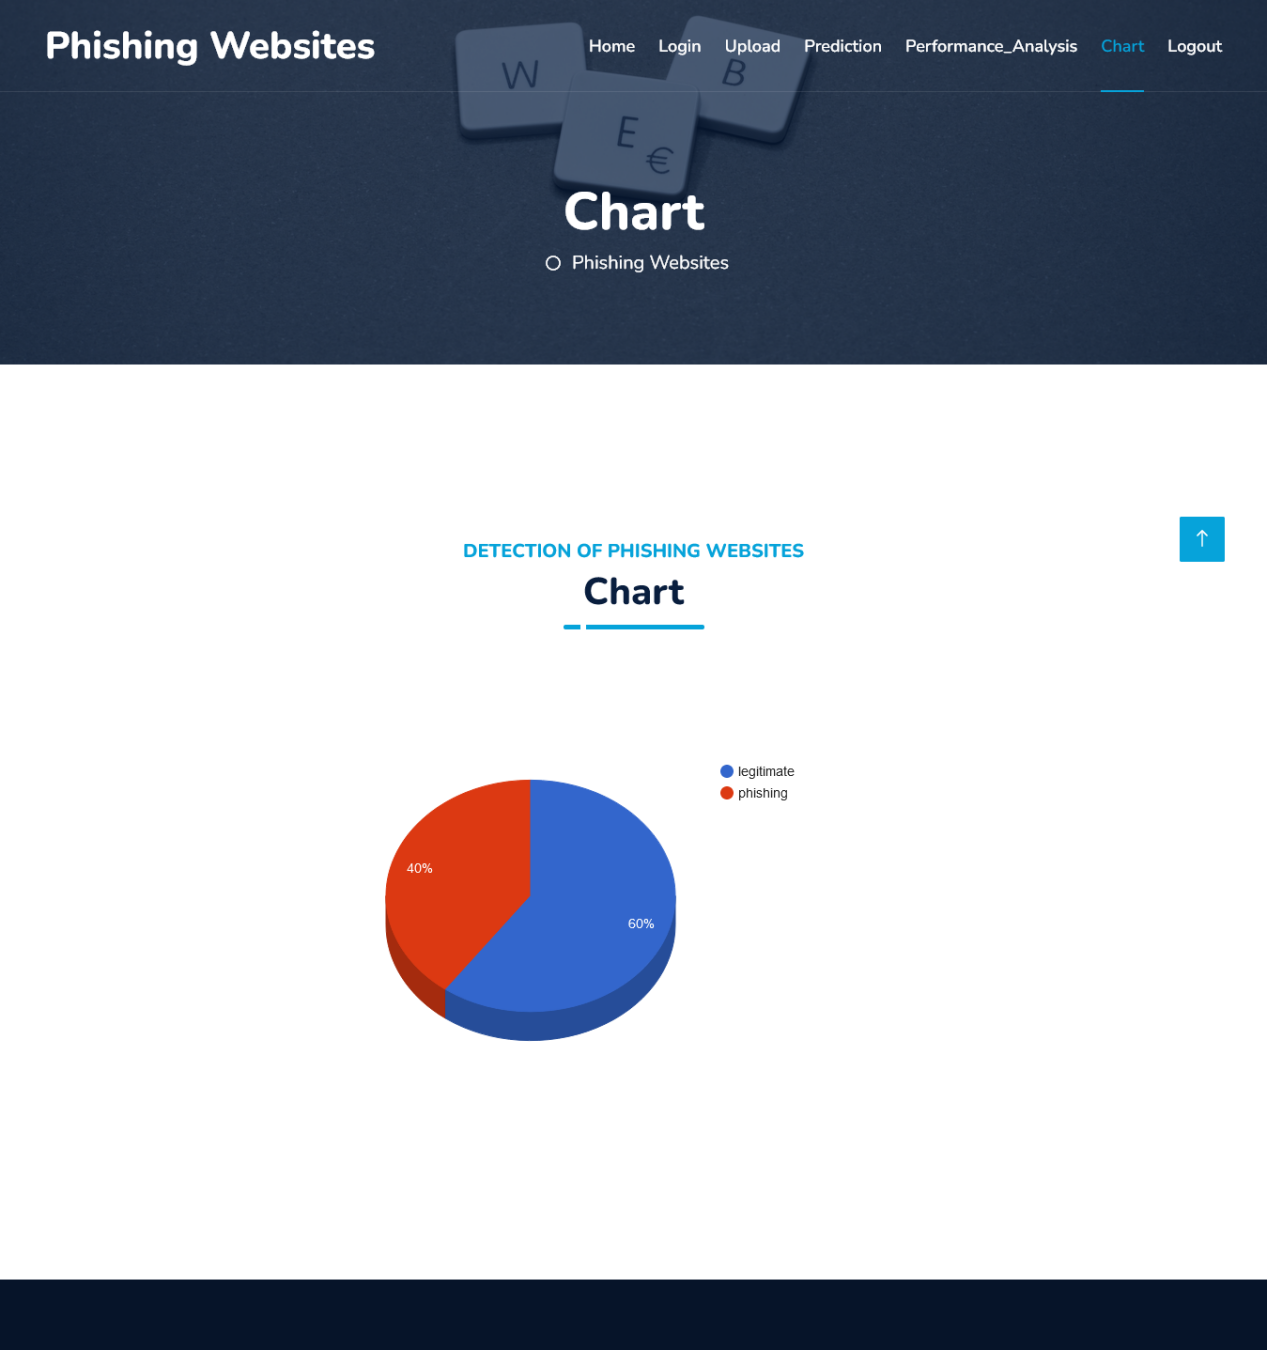 Phishing Websites
Home Login Upload Prediction Performance_Analysis Chart Logout
W
B
E
€
Chart
Phishing Websites
DETECTION OF PHISHING WEBSITES
Chart
legitimate
phishing
40%
60%